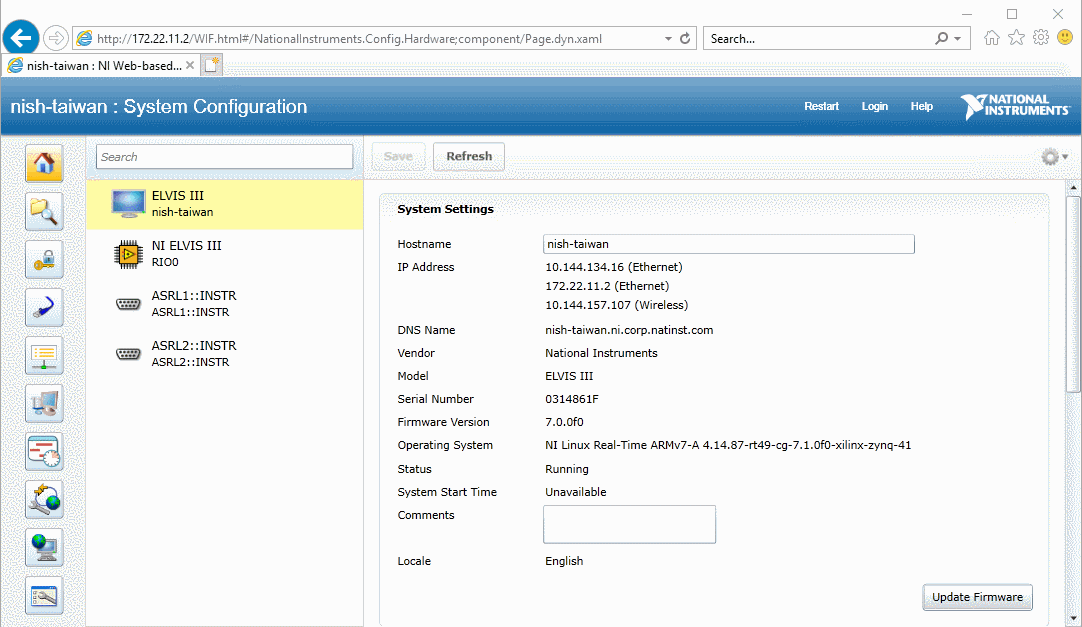 http://172.22.11.2/WIF.html#/NationalInstruments.Config.Hardware;component/Page.dyn.xaml
Search...
nish-taiwan : NI Web-based...
nish-taiwan : System Configuration
Restart
Login
Help
NATIONAL
INSTRUMENTS
Search
Save
Refresh
ELVIS III
nish-taiwan
NI ELVIS III
RIO0
ASRL1::INSTR
ASRL1::INSTR
ASRL2::INSTR
ASRL2::INSTR
System Settings
Hostname nish-taiwan
IP Address 10.144.134.16 (Ethernet)
172.22.11.2 (Ethernet)
10.144.157.107 (Wireless)
DNS Name nish-taiwan.ni.corp.natinst.com
Vendor National Instruments
Model ELVIS III
Serial Number 0314861F
Firmware Version 7.0.0f0
Operating System NI Linux Real-Time ARMv7-A 4.14.87-rt49-cg-7.1.0f0-xilinx-zynq-41
Status Running
System Start Time Unavailable
Comments
Locale English
Update Firmware